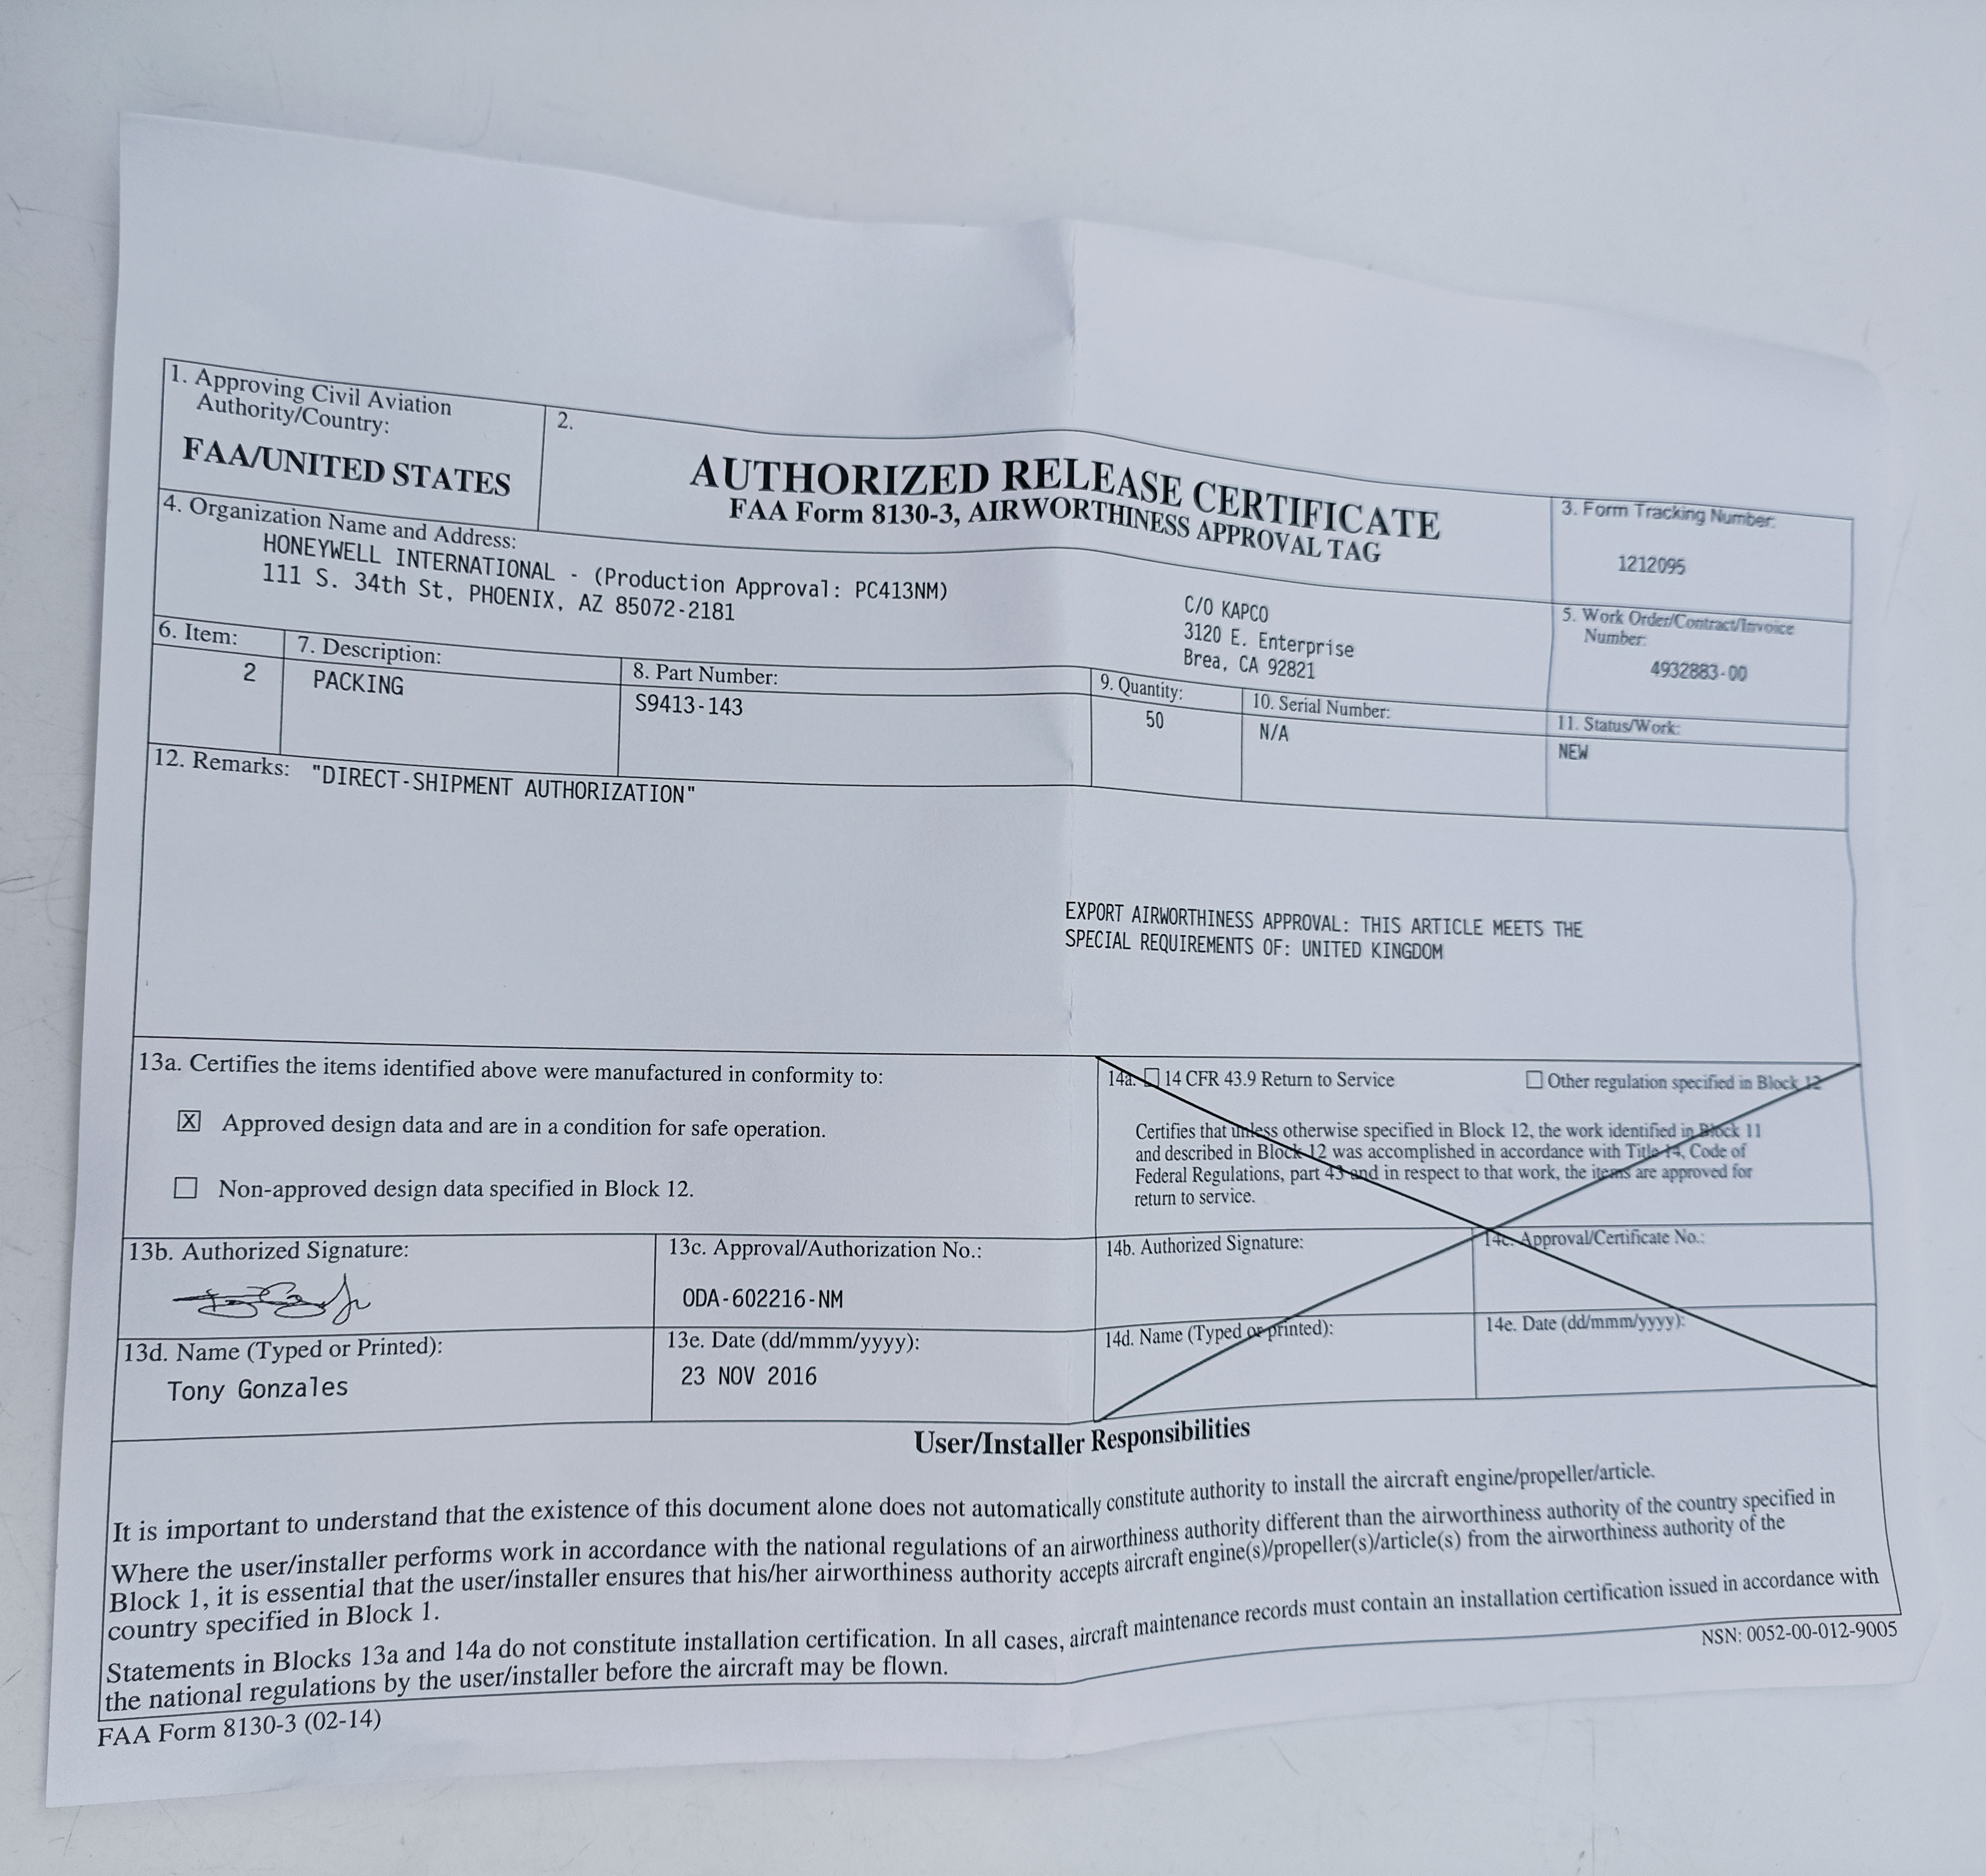 1. Approving Civil Aviation
Authority/Country:
FAA/UNITED STATES
2.
AUTHORIZED RELEASE CERTIFICATE
FAA Form 8130-3, AIRWORTHINESS APPROVAL TAG
3. Form Tracking Number:
1212095
4. Organization Name and Address:
HONEYWELL INTERNATIONAL - (Production Approval: PC413NM)
111 S. 34th St, PHOENIX, AZ 85072-2181
C/O KAPCO
3120 E. Enterprise
Brea, CA 92821
5. Work Order/Contract/Invoice
Number:
4932883-00
6. Item:
2
7. Description:
PACKING
8. Part Number:
S9413-143
9. Quantity:
50
10. Serial Number:
N/A
11. Status/Work:
NEW
12. Remarks: "DIRECT-SHIPMENT AUTHORIZATION"
EXPORT AIRWORTHINESS APPROVAL: THIS ARTICLE MEETS THE
SPECIAL REQUIREMENTS OF: UNITED KINGDOM
13a. Certifies the items identified above were manufactured in conformity to:
X Approved design data and are in a condition for safe operation.
Non-approved design data specified in Block 12.
14a. 14 CFR 43.9 Return to Service Other regulation specified in Block 12
Certifies that unless otherwise specified in Block 12, the work identified in Block 11
and described in Block 12 was accomplished in accordance with Title 14, Code of
Federal Regulations, part 43 and in respect to that work, the items are approved for
return to service.
13b. Authorized Signature:
13c. Approval/Authorization No.:
ODA-602216-NM
14b. Authorized Signature:
14c. Approval/Certificate No.:
13d. Name (Typed or Printed):
Tony Gonzales
13e. Date (dd/mmm/yyyy):
23 NOV 2016
14d. Name (Typed or printed):
14e. Date (dd/mmm/yyyy):
User/Installer Responsibilities
It is important to understand that the existence of this document alone does not automatically constitute authority to install the aircraft engine/propeller/article.
Where the user/installer performs work in accordance with the national regulations of an airworthiness authority different than the airworthiness authority of the country specified in
Block 1, it is essential that the user/installer ensures that his/her airworthiness authority accepts aircraft engine(s)/propeller(s)/article(s) from the airworthiness authority of the
country specified in Block 1.
Statements in Blocks 13a and 14a do not constitute installation certification. In all cases, aircraft maintenance records must contain an installation certification issued in accordance with
the national regulations by the user/installer before the aircraft may be flown.
FAA Form 8130-3 (02-14)
NSN: 0052-00-012-9005